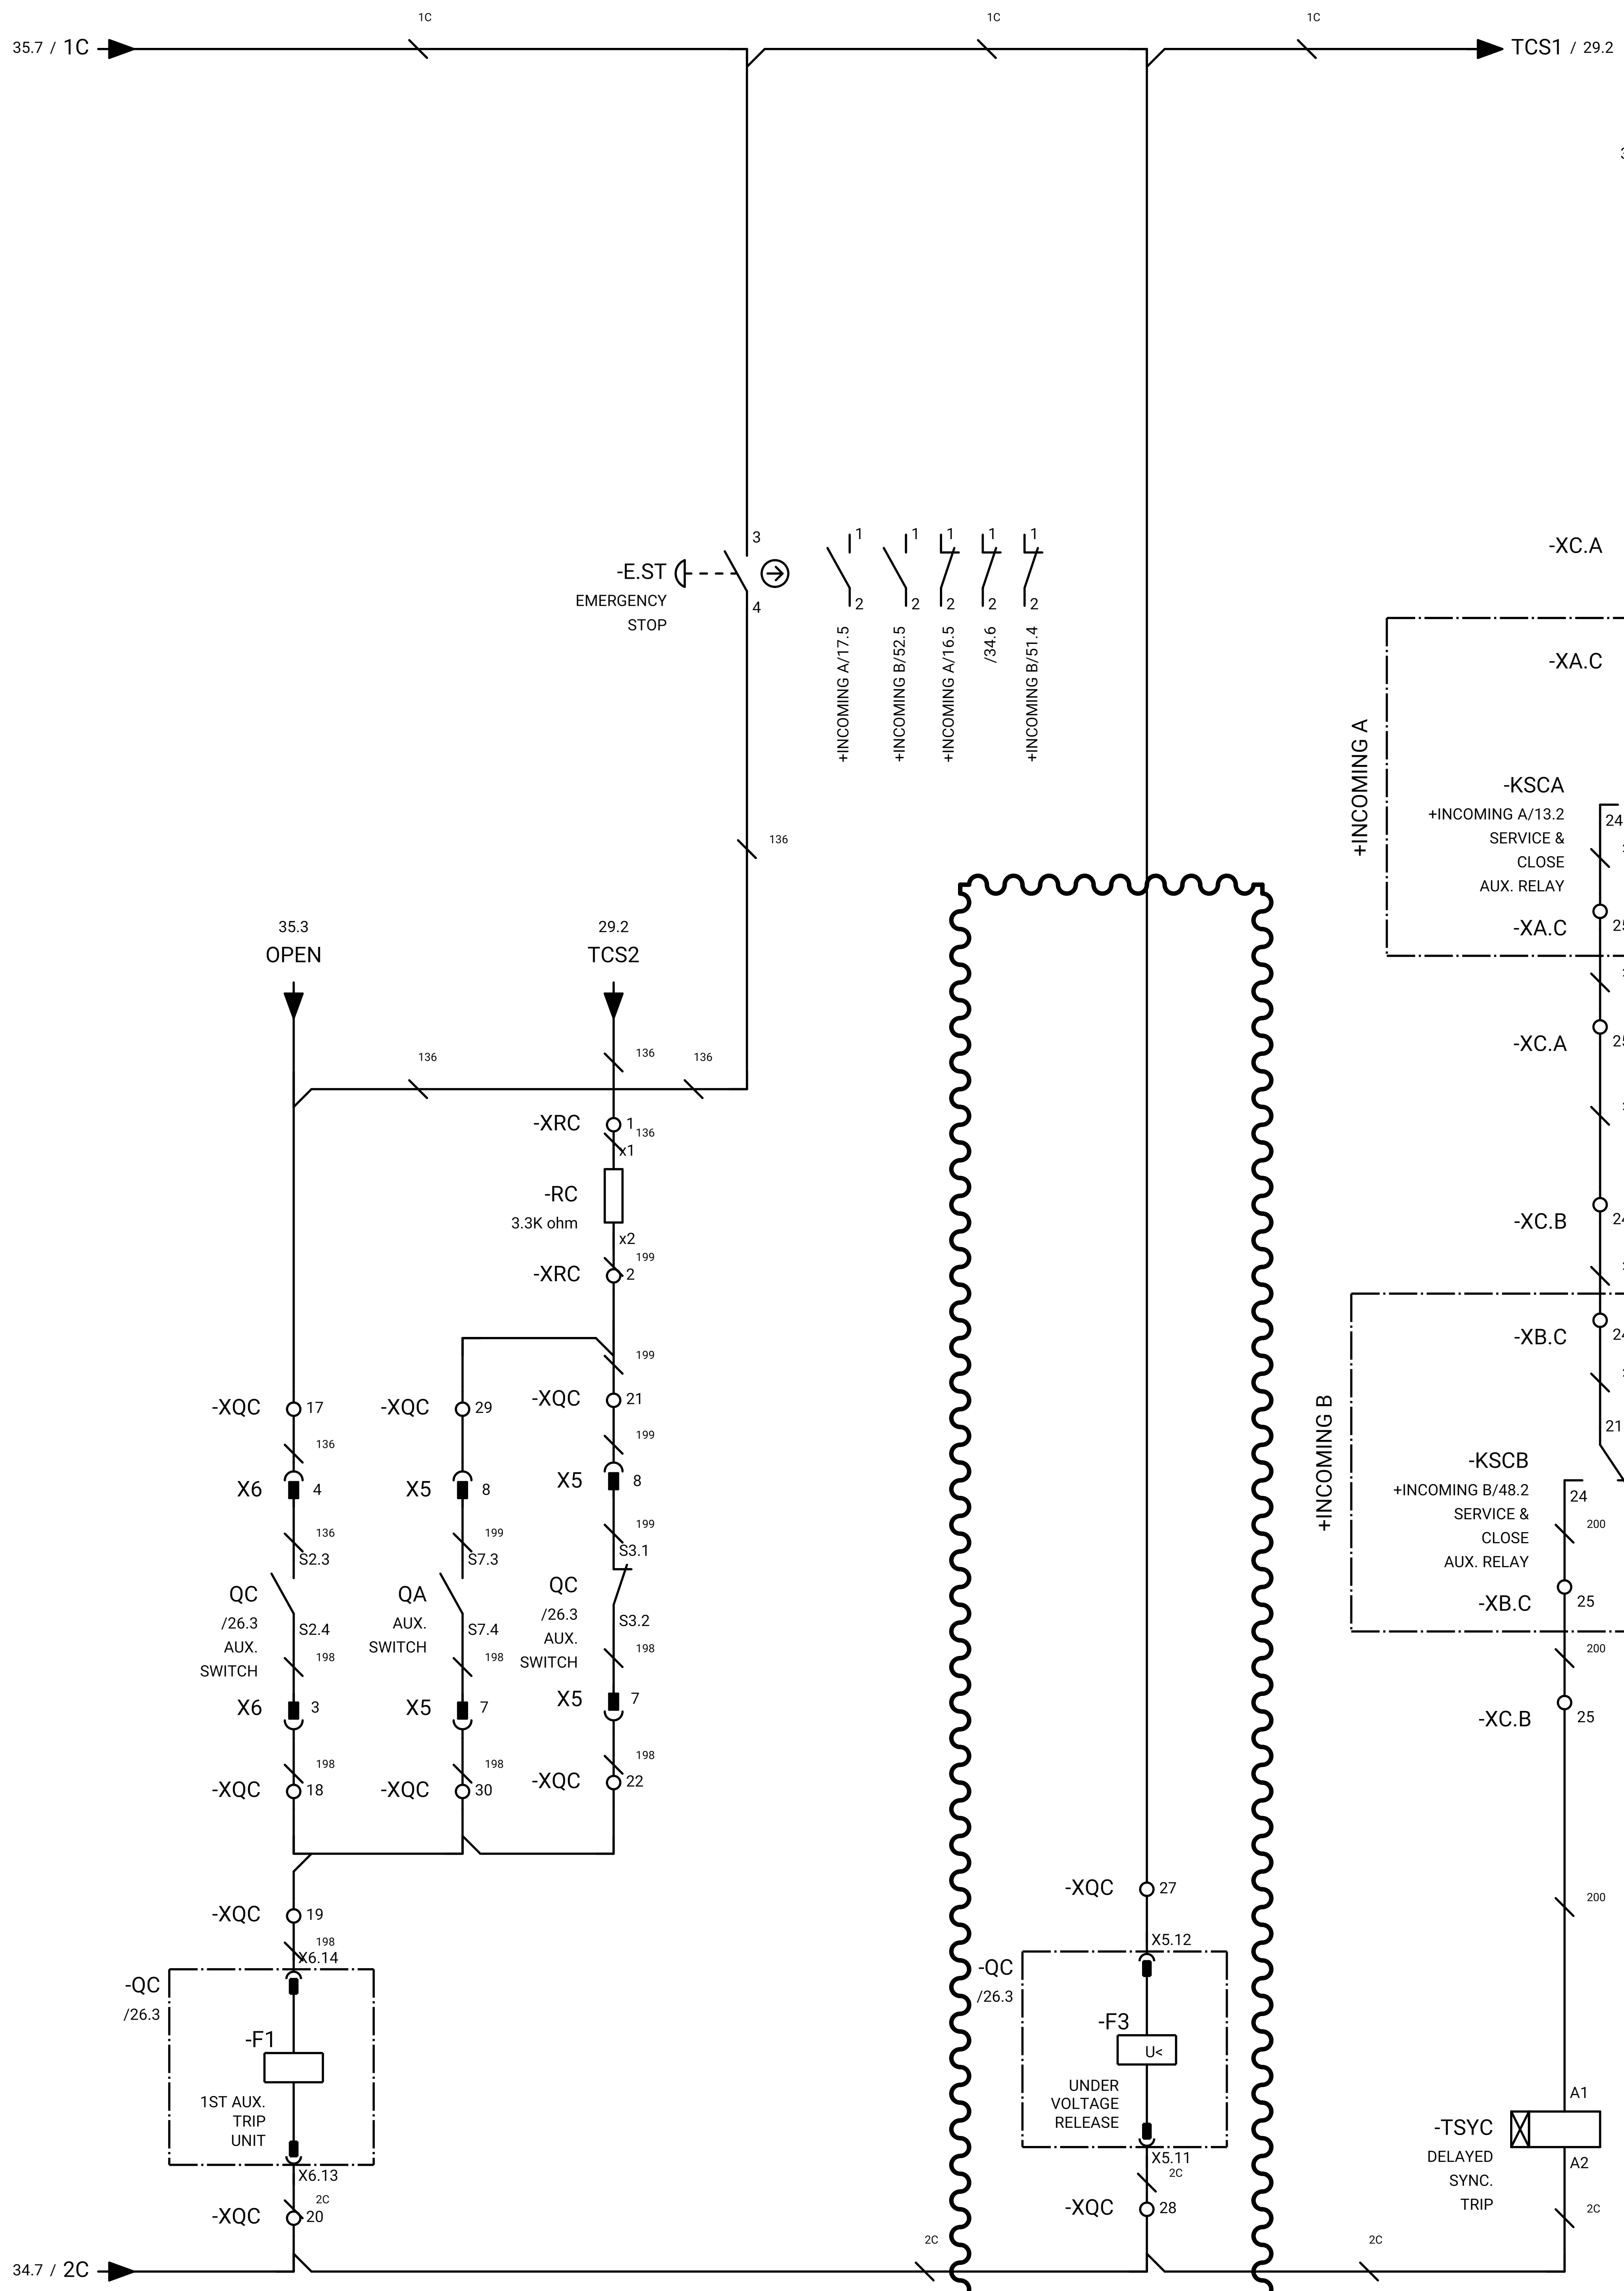 1C
1C
1C
35.7 / 1C
TCS1 / 29.2
-E.ST
EMERGENCY
STOP
3
4
1
2
+INCOMING A/17.5
1
2
+INCOMING B/52.5
1
2
+INCOMING A/16.5
1
2
/34.6
1
2
+INCOMING B/51.4
136
-XC.A
-XA.C
+INCOMING A
-KSCA
+INCOMING A/13.2
SERVICE &
CLOSE
AUX. RELAY
24
-XA.C
25
-XC.A
25
-XC.B
24
35.3
OPEN
29.2
TCS2
136
136
136
-XRC
1
136
x1
-RC
3.3K ohm
x2
199
-XRC
2
199
-XQC
17
-XQC
29
-XQC
21
136
199
X6
4
X5
8
X5
8
136
S2.3
199
S7.3
199
S3.1
QC
/26.3
AUX.
SWITCH
S2.4
198
QA
AUX.
SWITCH
S7.4
198
QC
/26.3
AUX.
SWITCH
S3.2
198
X6
3
X5
7
X5
7
198
198
198
-XQC
18
-XQC
30
-XQC
22
-XQC
19
198
X6.14
-QC
/26.3
-F1
1ST AUX.
TRIP
UNIT
X6.13
2C
-XQC
20
34.7 / 2C
2C
-XQC
27
X5.12
-QC
/26.3
-F3
U<
UNDER
VOLTAGE
RELEASE
X5.11
2C
-XQC
28
2C
+INCOMING B
-XB.C
24
21
-KSCB
+INCOMING B/48.2
SERVICE &
CLOSE
AUX. RELAY
24
200
-XB.C
25
200
-XC.B
25
200
A1
-TSYC
DELAYED
SYNC.
TRIP
A2
2C